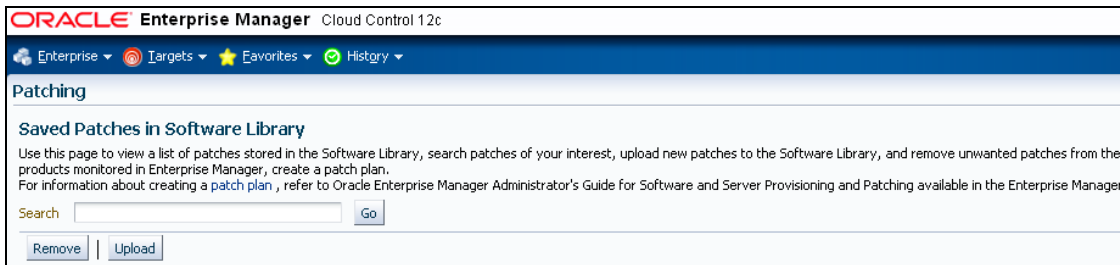 ORACLE Enterprise Manager Cloud Control 12c
Enterprise Targets Favorites History
Patching
Saved Patches in Software Library
Use this page to view a list of patches stored in the Software Library, search patches of your interest, upload new patches to the Software Library, and remove unwanted patches from the
products monitored in Enterprise Manager, create a patch plan.
For information about creating a patch plan , refer to Oracle Enterprise Manager Administrator's Guide for Software and Server Provisioning and Patching available in the Enterprise Manager
Search Go
Remove | Upload